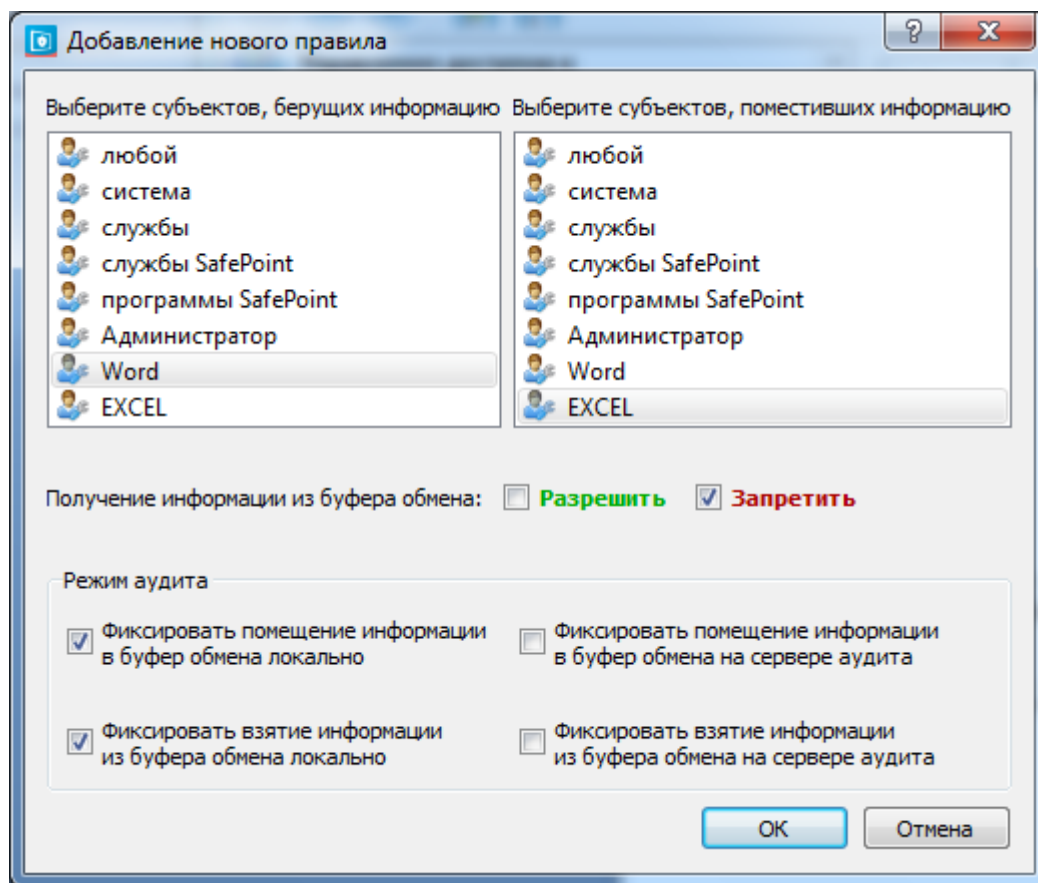 Добавление нового правила
Выберите субъектов, берущих информацию
Выберите субъектов, поместивших информацию
любой
система
службы
службы SafePoint
программы SafePoint
Администратор
Word
EXCEL
любой
система
службы
службы SafePoint
программы SafePoint
Администратор
Word
EXCEL
Получение информации из буфера обмена: Разрешить Запретить
Режим аудита
Фиксировать помещение информации
в буфер обмена локально
Фиксировать помещение информации
в буфер обмена на сервере аудита
Фиксировать взятие информации
из буфера обмена локально
Фиксировать взятие информации
из буфера обмена на сервере аудита
ОК
Отмена